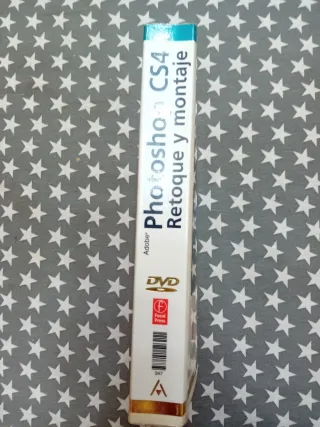 Adobe®
Photoshop CS4
Retoque y montaje
DVD
Focal
Press